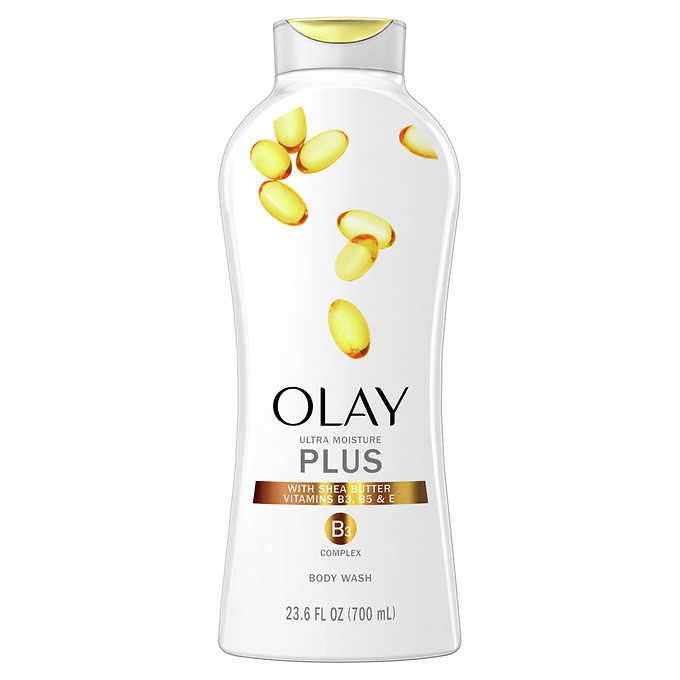 OLAY
ULTRA MOISTURE
PLUS
WITH SHEA BUTTER
VITAMINS B3, B5 & E
B3
COMPLEX
BODY WASH
23.6 FL OZ (700 mL)